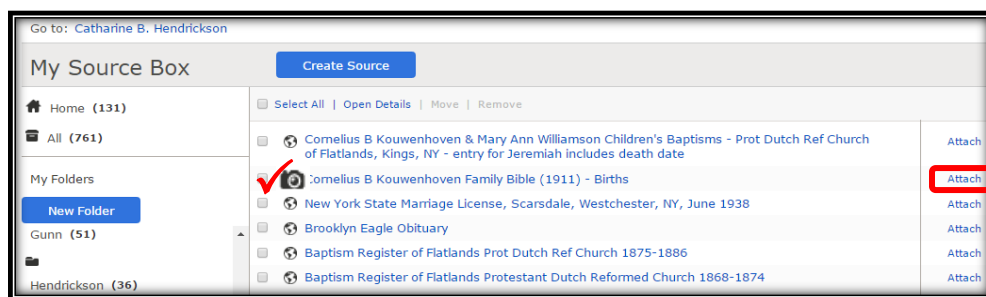 Go to: Catharine B. Hendrickson
My Source Box
Create Source
Home (131)
All (761)
My Folders
New Folder
Gunn (51)
Hendrickson (36)
Select All | Open Details | Move | Remove
Cornelius B Kouwenhoven & Mary Ann Williamson Children's Baptisms - Prot Dutch Ref Church
of Flatlands, Kings, NY - entry for Jeremiah includes death date
Attach
ornelius B Kouwenhoven Family Bible (1911) - Births
Attach
New York State Marriage License, Scarsdale, Westchester, NY, June 1938
Attach
Brooklyn Eagle Obituary
Attach
Baptism Register of Flatlands Prot Dutch Ref Church 1875-1886
Attach
Baptism Register of Flatlands Protestant Dutch Reformed Church 1868-1874
Attach